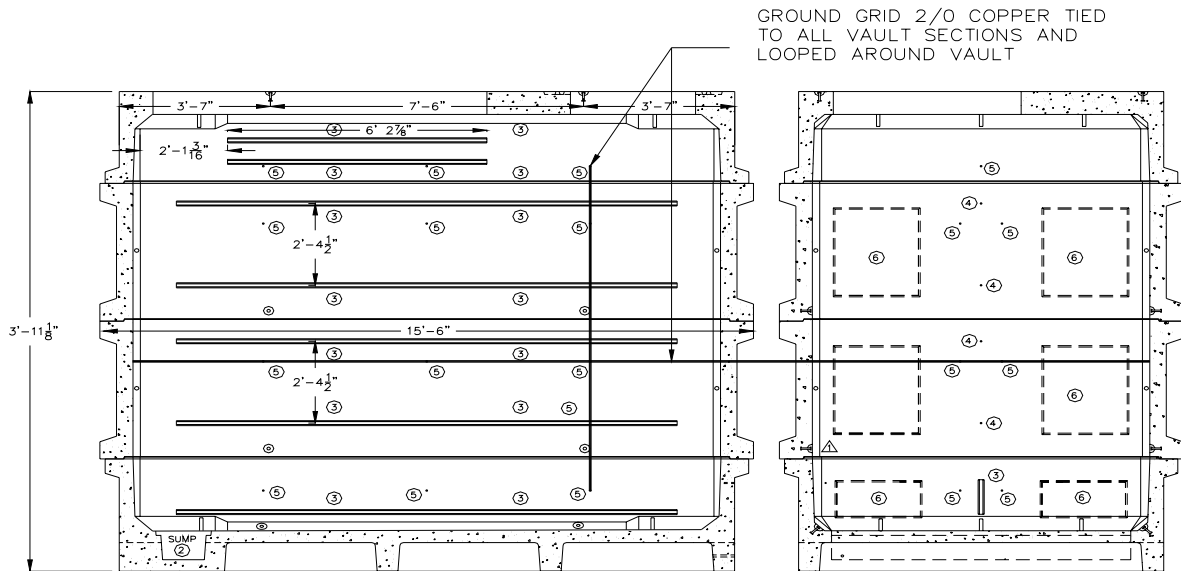 GROUND GRID 2/0 COPPER TIED
TO ALL VAULT SECTIONS AND
LOOPED AROUND VAULT
3'-7" 7'-6" 3'-7"
3 3
6' 2⅞"
2'-1 3/16"
5 3 5 3 5 5
3 3 4
5 5 5 5 5
2'-4½" 6 6
3 3 4
3'-11⅛" 15'-6"
3 3 4
5 5 5 5 5
2'-4½" 6
3 3 5 4
1
3
5 3 5 3 5 6 5 5 6
SUMP
2